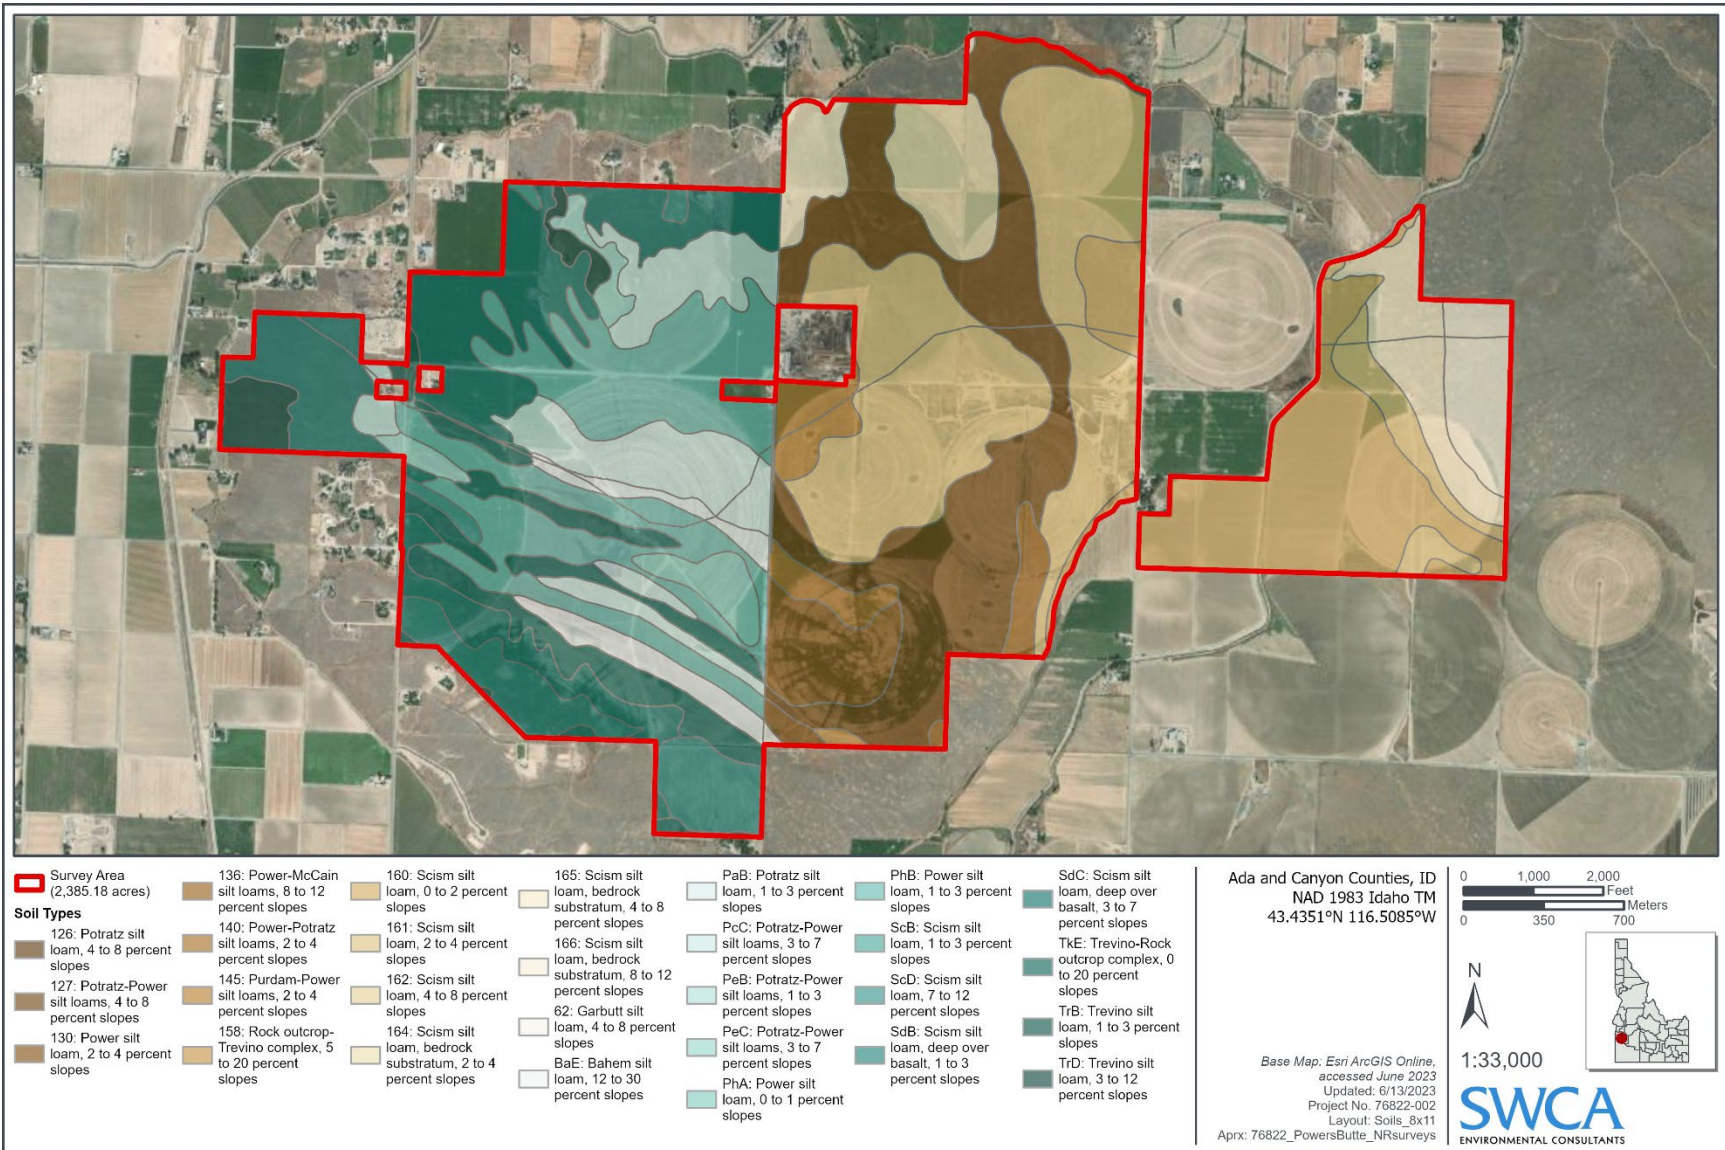 Survey Area
(2,385.18 acres)
Soil Types
126: Potratz silt
loam, 4 to 8 percent
slopes
127: Potratz-Power
silt loams, 4 to 8
percent slopes
130: Power silt
loam, 2 to 4 percent
slopes
136: Power-McCain
silt loams, 8 to 12
percent slopes
140: Power-Potratz
silt loams, 2 to 4
percent slopes
145: Purdam-Power
silt loams, 2 to 4
percent slopes
158: Rock outcrop-
Trevino complex, 5
to 20 percent
slopes
160: Scism silt
loam, 0 to 2 percent
slopes
161: Scism silt
loam, 2 to 4 percent
slopes
162: Scism silt
loam, 4 to 8 percent
slopes
164: Scism silt
loam, bedrock
substratum, 2 to 4
percent slopes
165: Scism silt
loam, bedrock
substratum, 4 to 8
percent slopes
166: Scism silt
loam, bedrock
substratum, 8 to 12
percent slopes
62: Garbutt silt
loam, 4 to 8 percent
slopes
BaE: Bahem silt
loam, 12 to 30
percent slopes
PaB: Potratz silt
loam, 1 to 3 percent
slopes
PcC: Potratz-Power
silt loams, 3 to 7
percent slopes
PeB: Potratz-Power
silt loams, 1 to 3
percent slopes
PeC: Potratz-Power
silt loams, 3 to 7
percent slopes
PhA: Power silt
loam, 0 to 1 percent
slopes
PhB: Power silt
loam, 1 to 3 percent
slopes
ScB: Scism silt
loam, 1 to 3 percent
slopes
ScD: Scism silt
loam, 7 to 12
percent slopes
SdB: Scism silt
loam, deep over
basalt, 1 to 3
percent slopes
SdC: Scism silt
loam, deep over
basalt, 3 to 7
percent slopes
TkE: Trevino-Rock
outcrop complex, 0
to 20 percent
slopes
TrB: Trevino silt
loam, 1 to 3 percent
slopes
TrD: Trevino silt
loam, 3 to 12
percent slopes
Ada and Canyon Counties, ID
NAD 1983 Idaho TM
43.4351°N 116.5085°W
Base Map: Esri ArcGIS Online,
accessed June 2023
Updated: 6/13/2023
Project No. 76822-002
Layout: Soils_8x11
Aprx: 76822_PowersButte_NRsurveys
0 1,000 2,000
Feet
Meters
0 350 700
N
1:33,000
SWCA
ENVIRONMENTAL CONSULTANTS